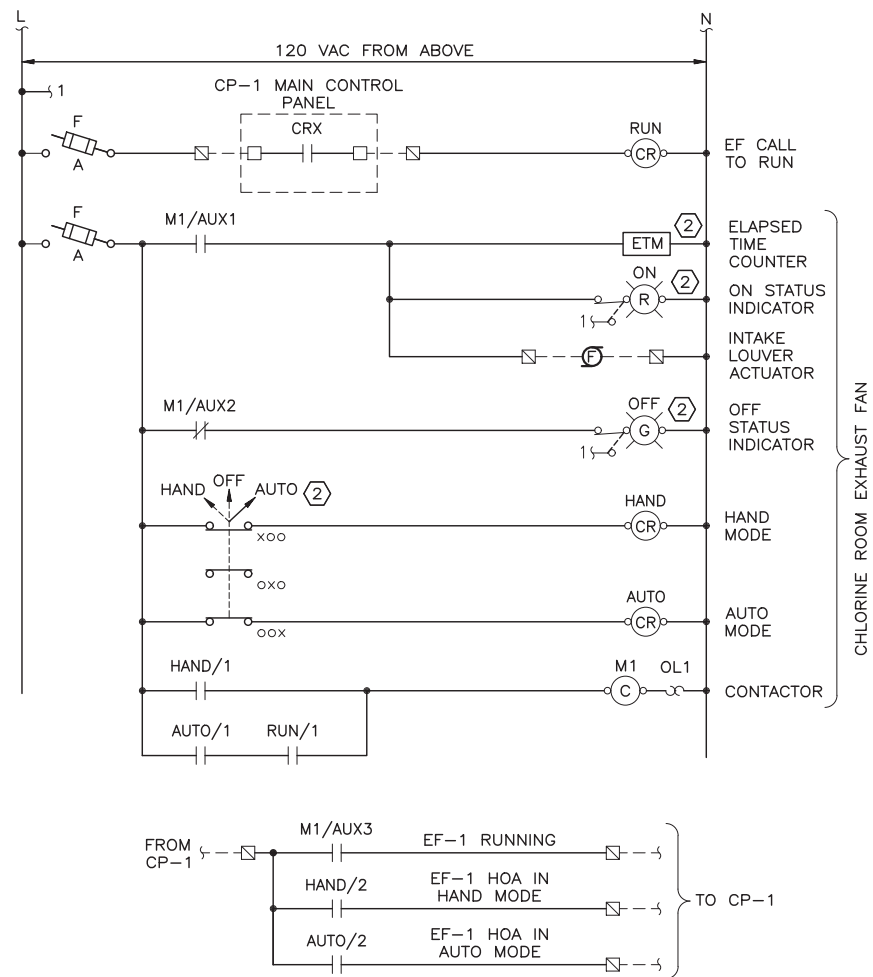 L
N
120 VAC FROM ABOVE
1
CP-1 MAIN CONTROL
PANEL
F
A
CRX
RUN
CR
EF CALL
TO RUN
F
A
M1/AUX1
ETM
2
ELAPSED
TIME
COUNTER
ON
R
2
1
ON STATUS
INDICATOR
F
INTAKE
LOUVER
ACTUATOR
M1/AUX2
OFF
G
2
1
OFF
STATUS
INDICATOR
HAND
OFF
AUTO
2
XOO
HAND
CR
HAND
MODE
OXO
OOX
AUTO
CR
AUTO
MODE
HAND/1
M1
C
OL1
CONTACTOR
AUTO/1
RUN/1
CHLORINE ROOM EXHAUST FAN
FROM
CP-1
M1/AUX3
EF-1 RUNNING
HAND/2
EF-1 HOA IN
HAND MODE
AUTO/2
EF-1 HOA IN
AUTO MODE
TO CP-1